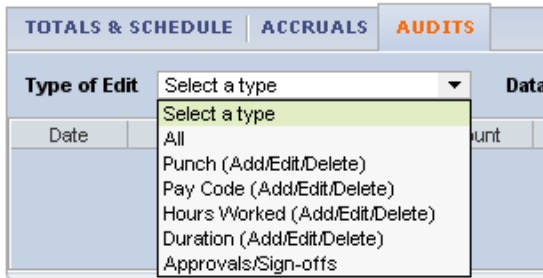 TOTALS & SCHEDULE ACCRUALS AUDITS
Type of Edit Select a type
Select a type
Date
All
Punch (Add/Edit/Delete)
Pay Code (Add/Edit/Delete)
Hours Worked (Add/Edit/Delete)
Duration (Add/Edit/Delete)
Approvals/Sign-offs